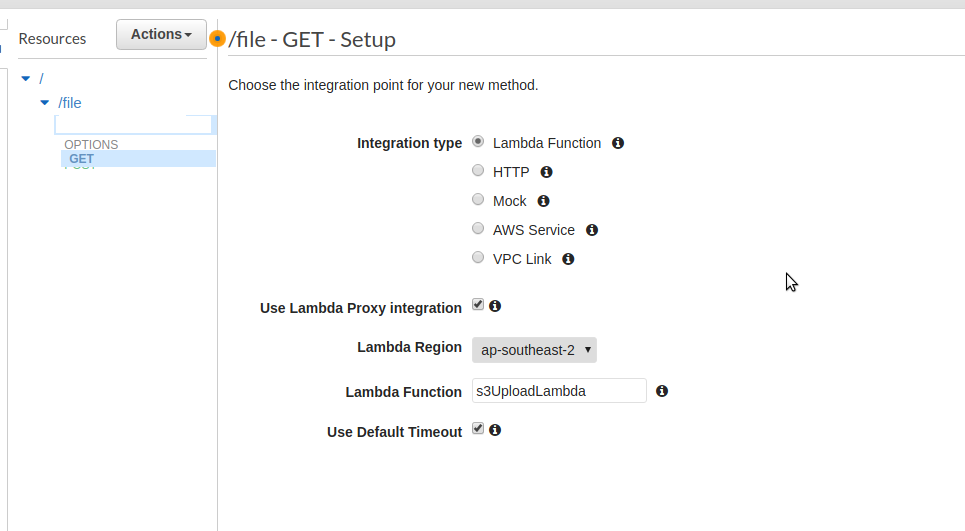 Resources
Actions
/file - GET - Setup
/
/file
OPTIONS
GET
Choose the integration point for your new method.
Integration type
Lambda Function
HTTP
Mock
AWS Service
VPC Link
Use Lambda Proxy integration
Lambda Region
ap-southeast-2
Lambda Function
s3UploadLambda
Use Default Timeout